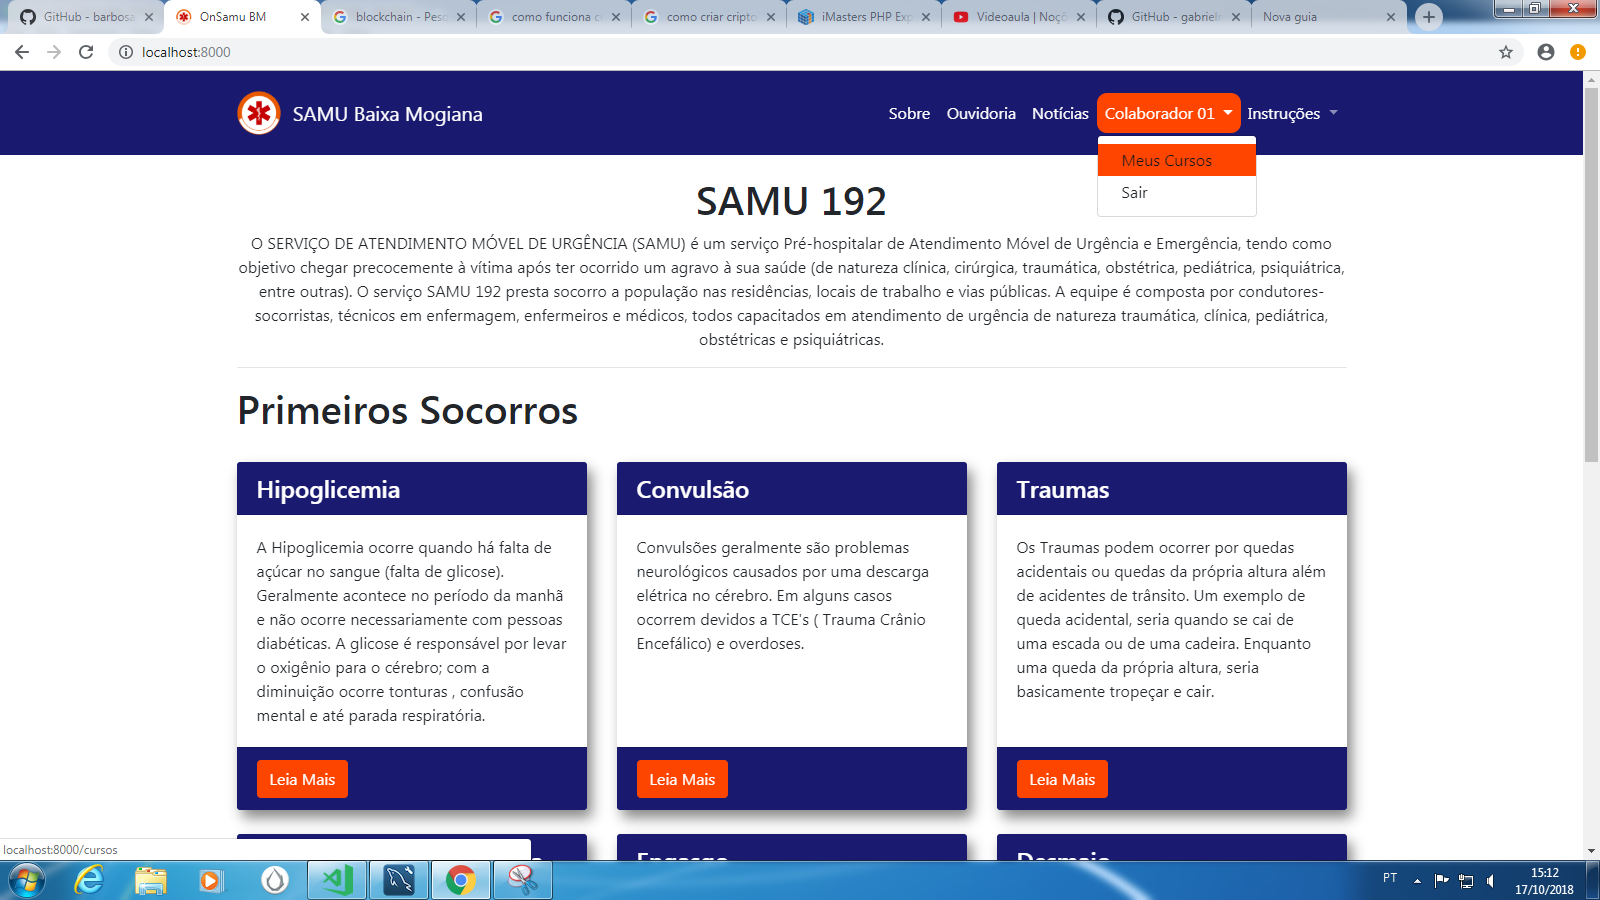 GitHub - barbosa
OnSamu BM
blockchain - Peso
como funciona c
como criar cripto
iMasters PHP Exp
Videoaula | Noçõ
GitHub - gabrieln
Nova guia
localhost:8000
SAMU Baixa Mogiana
Sobre
Ouvidoria
Notícias
Colaborador 01
Instruções
Meus Cursos
Sair
SAMU 192
O SERVIÇO DE ATENDIMENTO MÓVEL DE URGÊNCIA (SAMU) é um serviço Pré-hospitalar de Atendimento Móvel de Urgência e Emergência, tendo como
objetivo chegar precocemente à vítima após ter ocorrido um agravo à sua saúde (de natureza clínica, cirúrgica, traumática, obstétrica, pediátrica, psiquiátrica,
entre outras). O serviço SAMU 192 presta socorro a população nas residências, locais de trabalho e vias públicas. A equipe é composta por condutores-
socorristas, técnicos em enfermagem, enfermeiros e médicos, todos capacitados em atendimento de urgência de natureza traumática, clínica, pediátrica,
obstétricas e psiquiátricas.
Primeiros Socorros
Hipoglicemia
A Hipoglicemia ocorre quando há falta de
açúcar no sangue (falta de glicose).
Geralmente acontece no período da manhã
e não ocorre necessariamente com pessoas
diabéticas. A glicose é responsável por levar
o oxigênio para o cérebro; com a
diminuição ocorre tonturas , confusão
mental e até parada respiratória.
Leia Mais
Convulsão
Convulsões geralmente são problemas
neurológicos causados por uma descarga
elétrica no cérebro. Em alguns casos
ocorrem devidos a TCE's ( Trauma Crânio
Encefálico) e overdoses.
Leia Mais
Traumas
Os Traumas podem ocorrer por quedas
acidentais ou quedas da própria altura além
de acidentes de trânsito. Um exemplo de
queda acidental, seria quando se cai de
uma escada ou de uma cadeira. Enquanto
uma queda da própria altura, seria
basicamente tropeçar e cair.
Leia Mais
Engasgo
Desmaio
localhost:8000/cursos
PT
15:12
17/10/2018